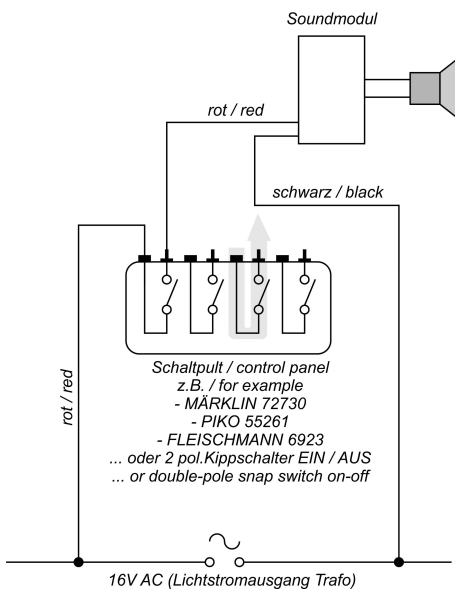 Soundmodul
rot / red
schwarz / black
rot / red
Schaltpult / control panel
z.B. / for example
- MÄRKLIN 72730
- PIKO 55261
- FLEISCHMANN 6923
... oder 2 pol.Kippschalter EIN / AUS
... or double-pole snap switch on-off
16V AC (Lichtstromausgang Trafo)